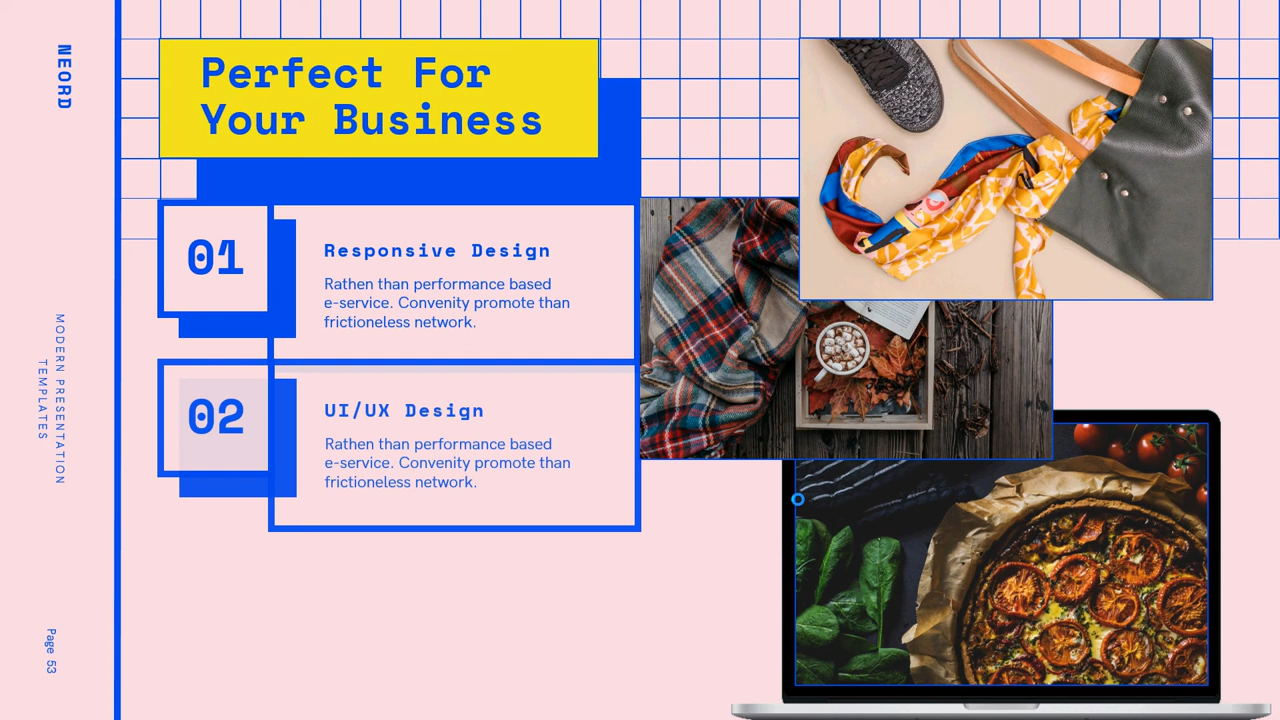 NEORD
MODERN PRESENTATION
TEMPLATES
Page 53
Perfect For
Your Business
01
Responsive Design
Rathen than performance based
e-service. Convenity promote than
frictioneless network.
02
UI/UX Design
Rathen than performance based
e-service. Convenity promote than
frictioneless network.